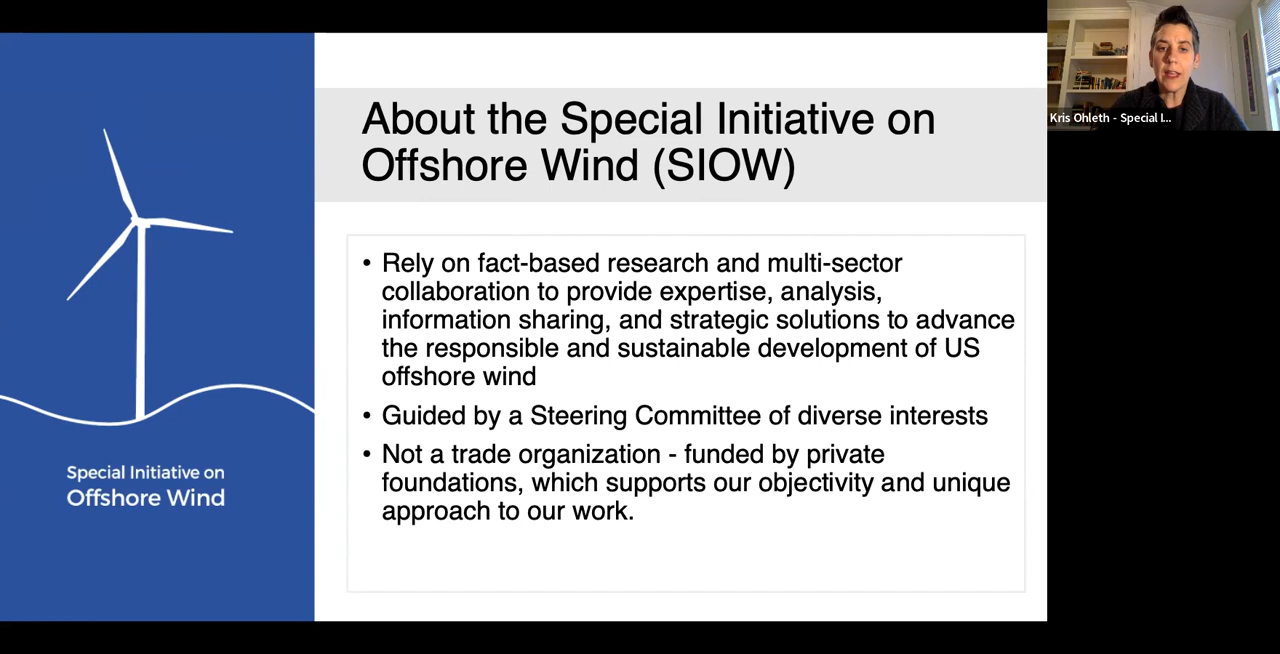 About the Special Initiative on
Offshore Wind (SIOW)
• Rely on fact-based research and multi-sector
collaboration to provide expertise, analysis,
information sharing, and strategic solutions to advance
the responsible and sustainable development of US
offshore wind
• Guided by a Steering Committee of diverse interests
• Not a trade organization - funded by private
foundations, which supports our objectivity and unique
approach to our work.
Special Initiative on
Offshore Wind
Kris Ohleth - Special I...